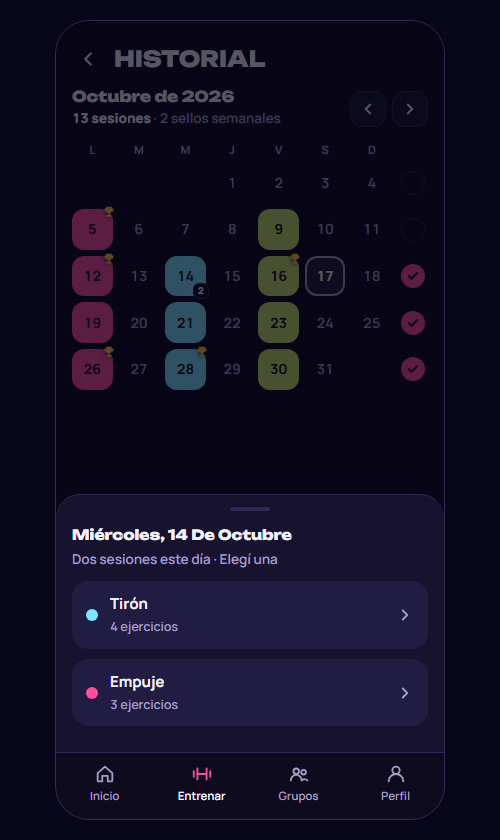 HISTORIAL
Octubre de 2026
13 sesiones · 2 sellos semanales
L M M J V S D
1 2 3 4
5 6 7 8 9 10 11
12 13 14 2 15 16 17 18
19 20 21 22 23 24 25
26 27 28 29 30 31
Miércoles, 14 De Octubre
Dos sesiones este día · Elegí una
Tirón
4 ejercicios
Empuje
3 ejercicios
Inicio Entrenar Grupos Perfil